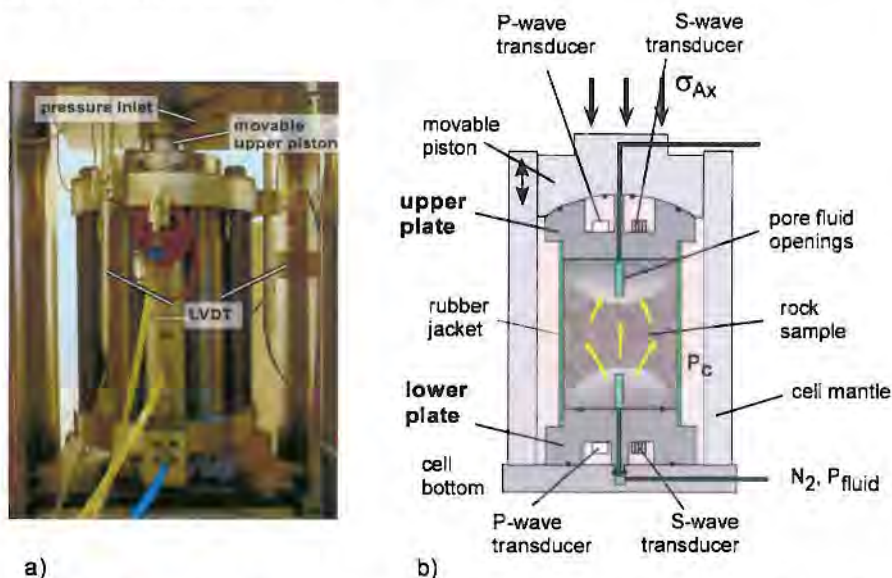 pressure inlet
movable
upper piston
LVDT
a)
P-wave
transducer
S-wave
transducer
σAx
movable
piston
upper
plate
pore fluid
openings
rubber
jacket
rock
sample
Pc
lower
plate
cell mantle
cell
bottom
N2, Pfluid
P-wave
transducer
S-wave
transducer
b)